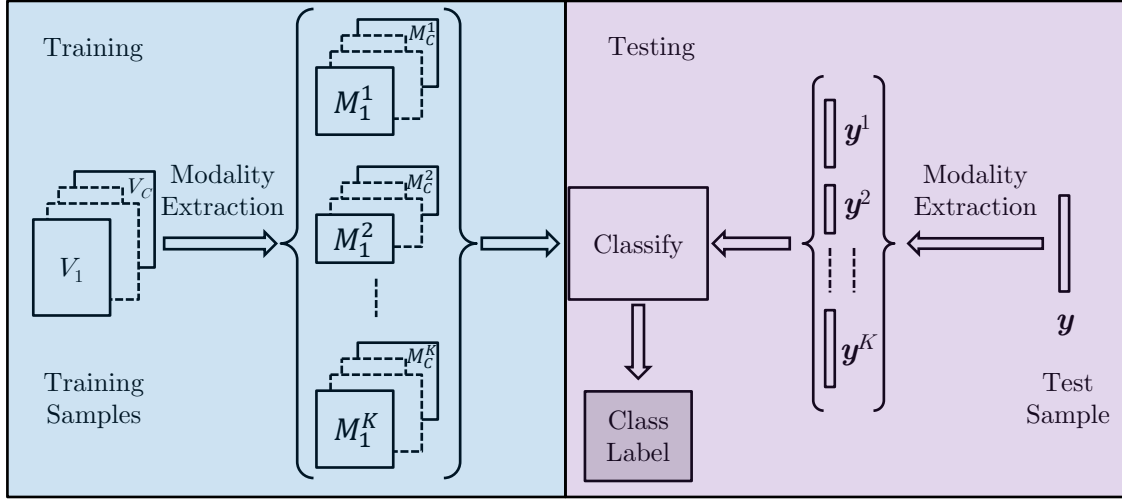 Training
Training
Samples
V_1
V_C
Modality
Extraction
M_1^1
M_C^1
M_1^2
M_C^2
M_1^K
M_C^K
Testing
Classify
Class
Label
y^1
y^2
y^K
Modality
Extraction
y
Test
Sample